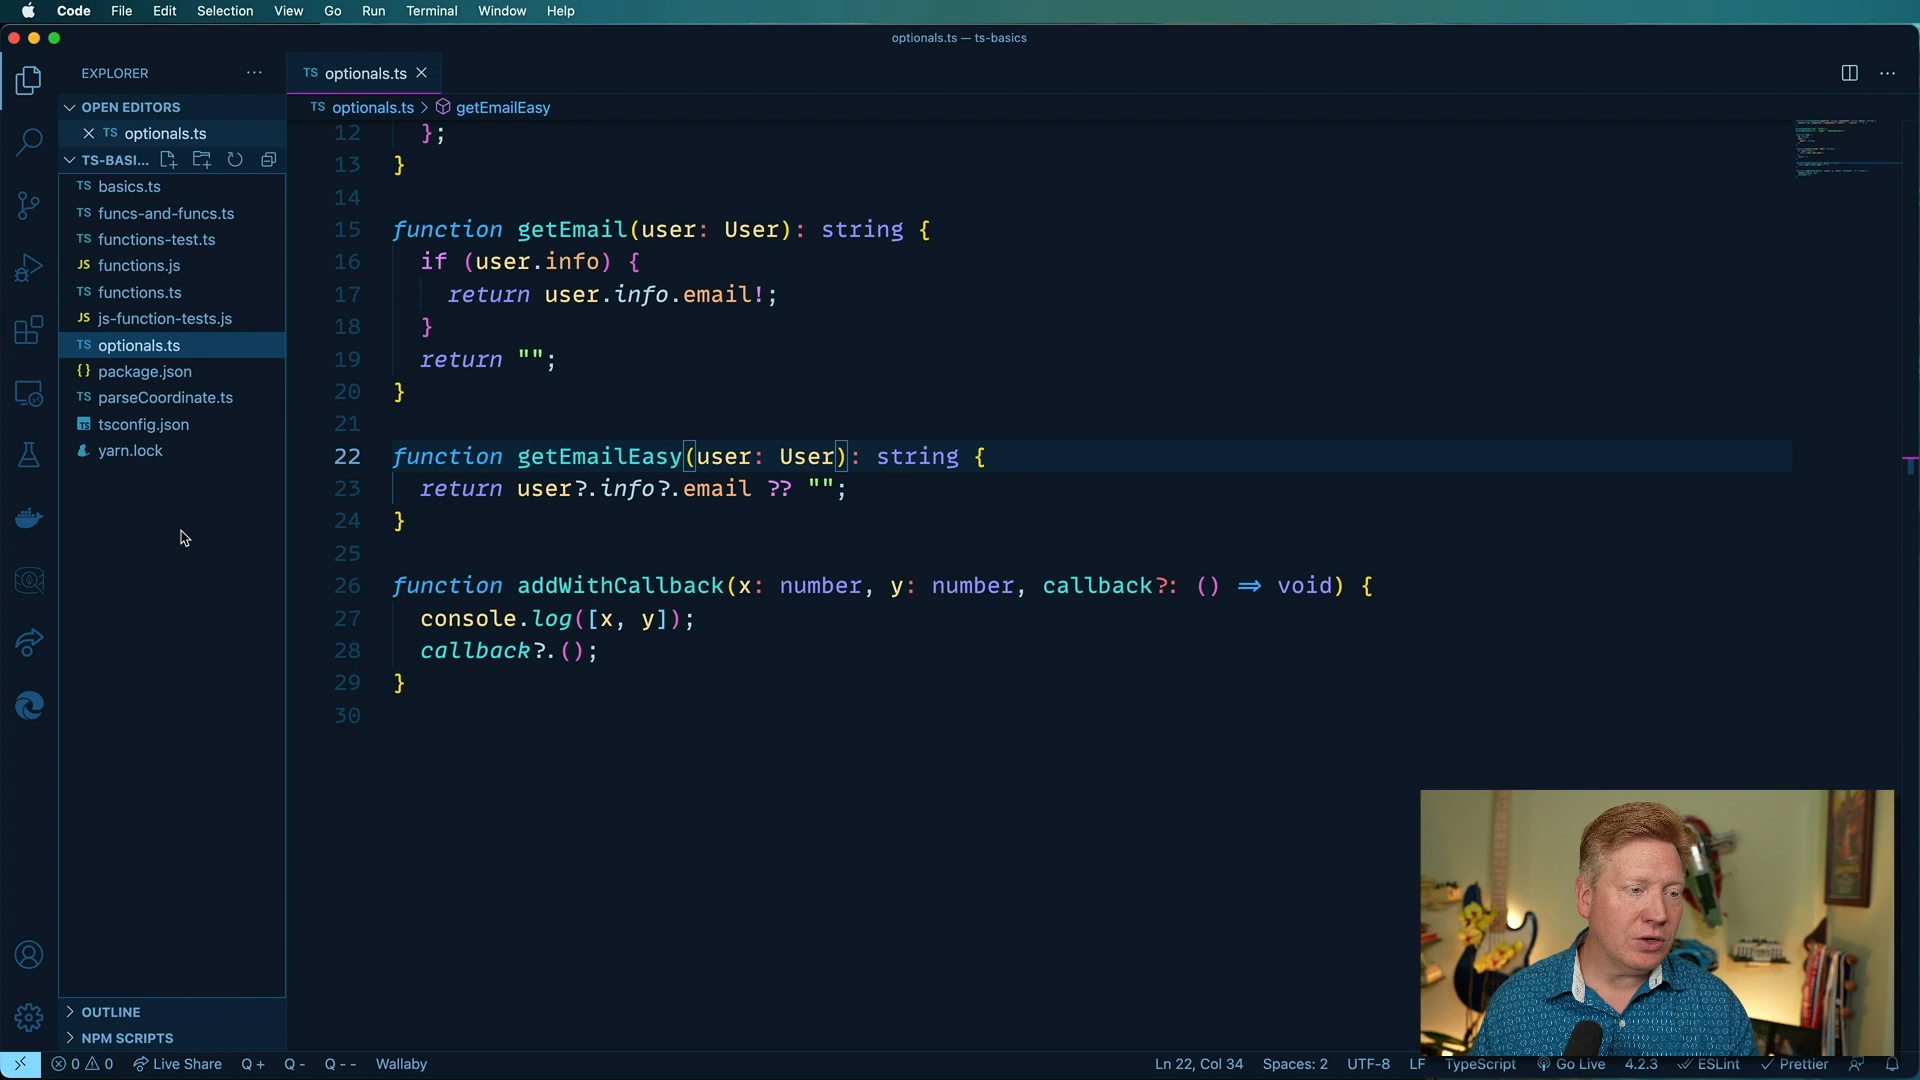 Code File Edit Selection View Go Run Terminal Window Help
optionals.ts — ts-basics
EXPLORER ···
TS optionals.ts
OPEN EDITORS
TS optionals.ts
TS optionals.ts > getEmailEasy
TS-BASI...
TS basics.ts
TS funcs-and-funcs.ts
TS functions-test.ts
JS functions.js
TS functions.ts
JS js-function-tests.js
TS optionals.ts
{} package.json
TS parseCoordinate.ts
TS tsconfig.json
yarn.lock
OUTLINE
NPM SCRIPTS
12 };
13 }
14
15 function getEmail(user: User): string {
16 if (user.info) {
17 return user.info.email!;
18 }
19 return "";
20 }
21
22 function getEmailEasy(user: User): string {
23 return user?.info?.email ?? "";
24 }
25
26 function addWithCallback(x: number, y: number, callback?: () => void) {
27 console.log([x, y]);
28 callback?.();
29 }
30
0 0 Live Share Q + Q - Q - - Wallaby Ln 22, Col 34 Spaces: 2 UTF-8 LF TypeScript Go Live 4.2.3 ESLint Prettier